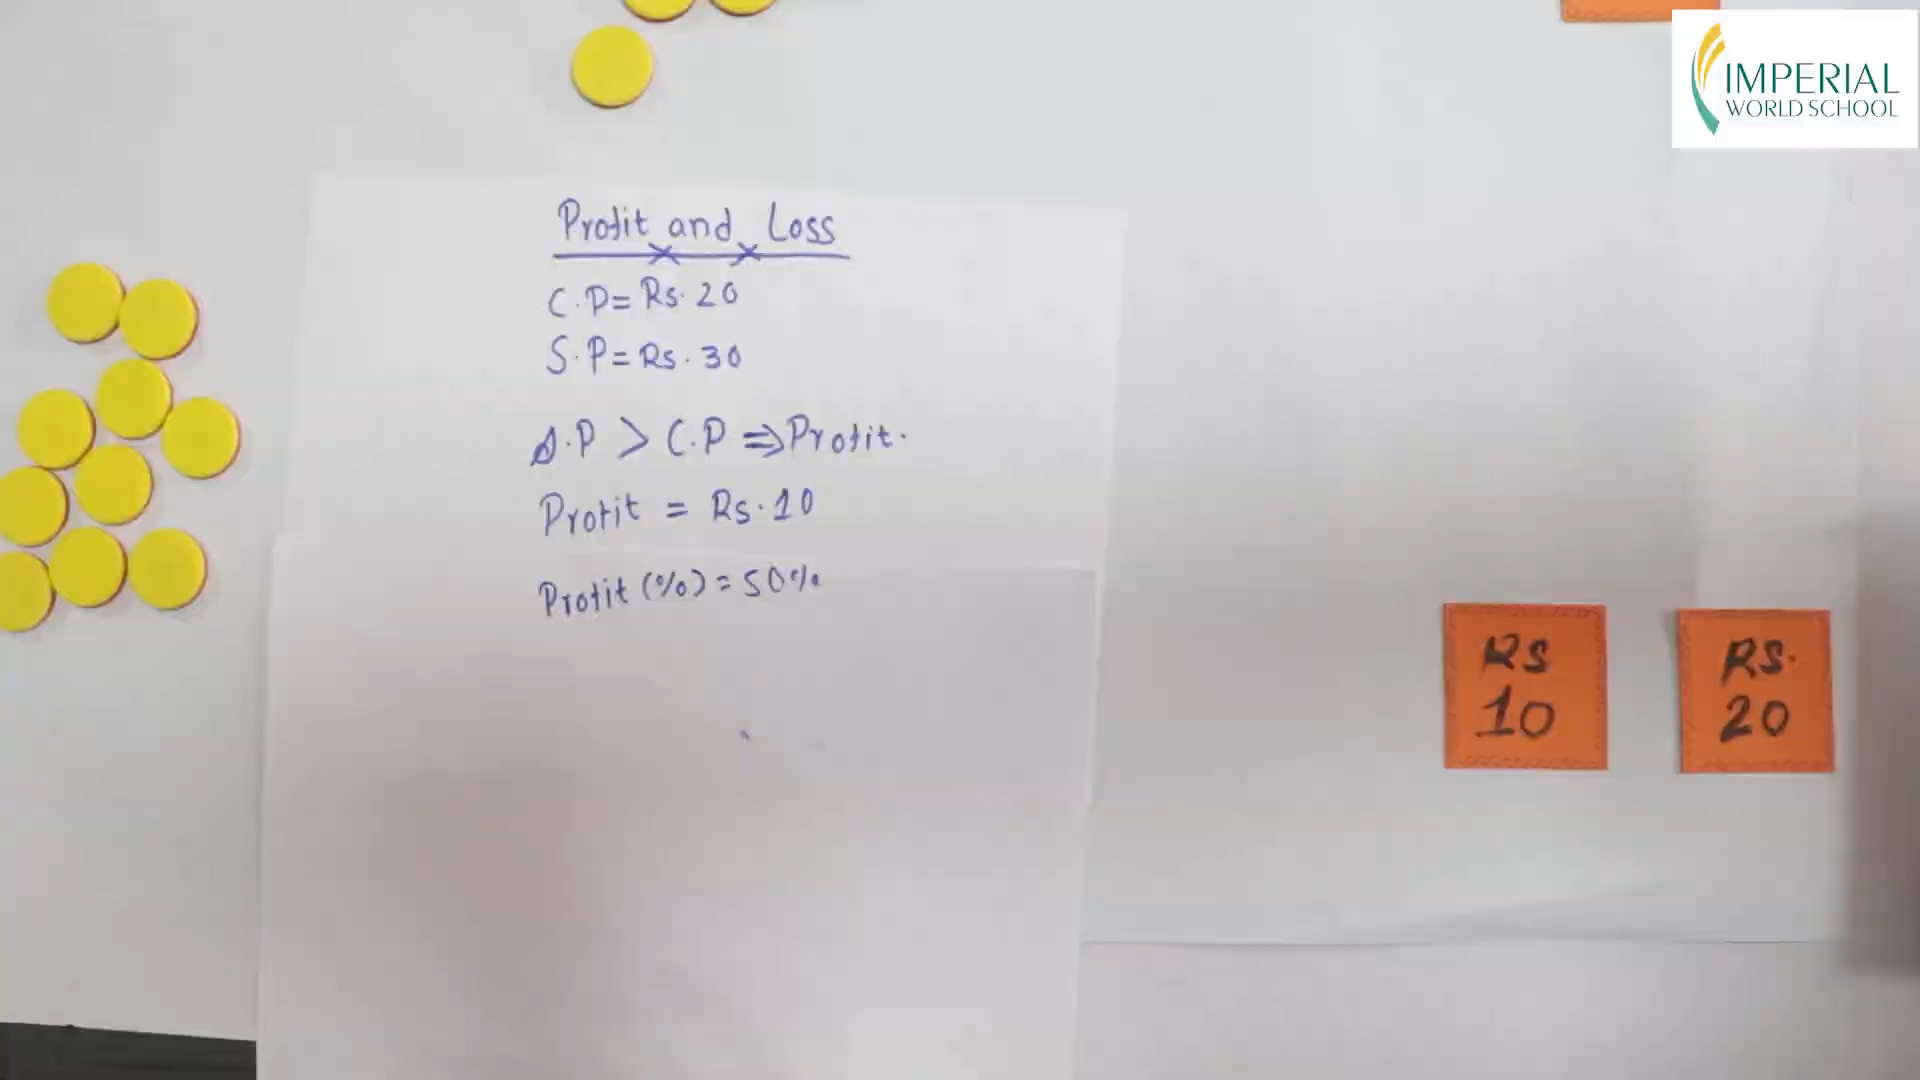 IMPERIAL
WORLD SCHOOL
Profit and Loss
C.P = Rs. 20
S.P = Rs. 30
S.P > C.P ⇒ Profit.
Profit = Rs. 10
Profit (%) = 50%
RS
10
RS.
20